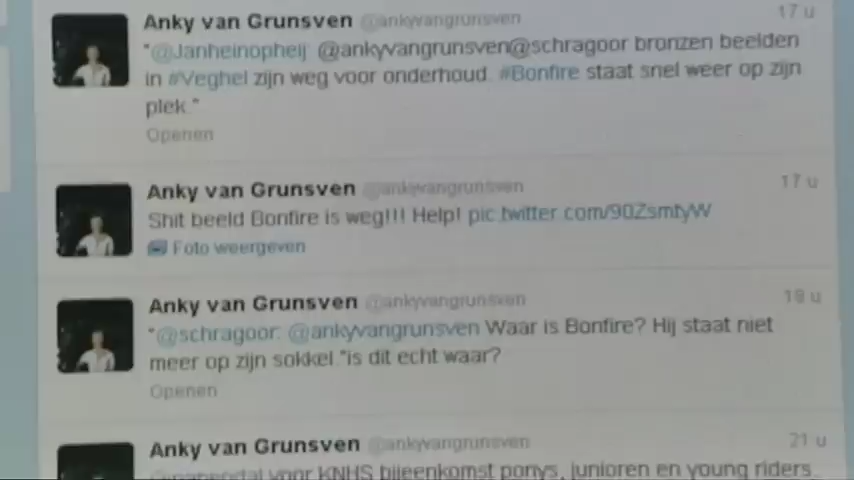 Anky van Grunsven @ankyvangrunsven 17 u
"@Janheinopheij: @ankyvangrunsven@schragoor bronzen beelden
in #Veghel zijn weg voor onderhoud. #Bonfire staat snel weer op zijn
plek."
Openen
Anky van Grunsven @ankyvangrunsven 17 u
Shit beeld Bonfire is weg!!! Help! pic.twitter.com/90ZsmtyW
Foto weergeven
Anky van Grunsven @ankyvangrunsven 19 u
"@schragoor: @ankyvangrunsven Waar is Bonfire? Hij staat niet
meer op zijn sokkel "is dit echt waar?
Openen
Anky van Grunsven @ankyvangrunsven 21 u
voor KNHS bijeenkomst ponys, junioren en young riders